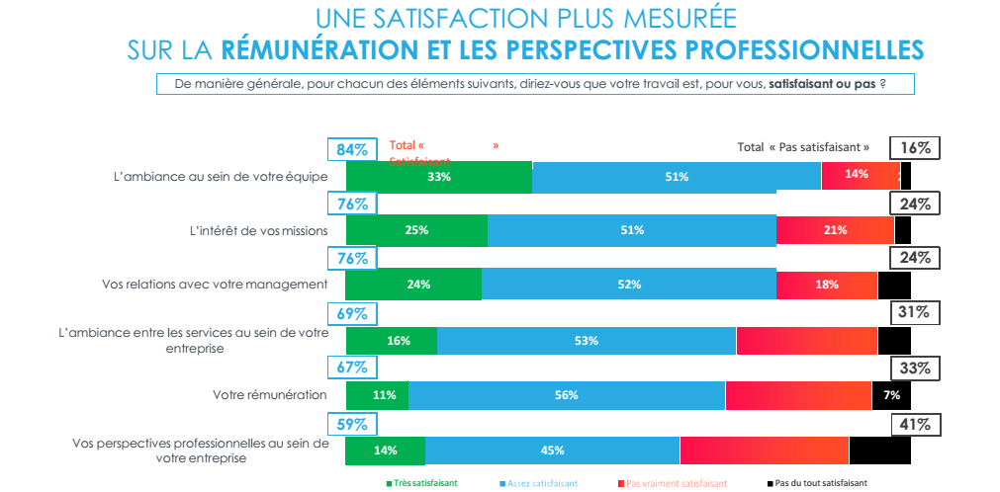 UNE SATISFACTION PLUS MESURÉE
SUR LA RÉMUNÉRATION ET LES PERSPECTIVES PROFESSIONNELLES
De manière générale, pour chacun des éléments suivants, diriez-vous que votre travail est, pour vous, satisfaisant ou pas ?
84% Total « Satisfaisant » Total « Pas satisfaisant » 16%
L'ambiance au sein de votre équipe 33% 51% 14%
76% 24%
L'intérêt de vos missions 25% 51% 21%
76% 24%
Vos relations avec votre management 24% 52% 18%
69% 31%
L'ambiance entre les services au sein de votre
entreprise 16% 53%
67% 33%
Votre rémunération 11% 56% 7%
59% 41%
Vos perspectives professionnelles au sein de
votre entreprise 14% 45%
Très satisfaisant Assez satisfaisant Pas vraiment satisfaisant Pas du tout satisfaisant